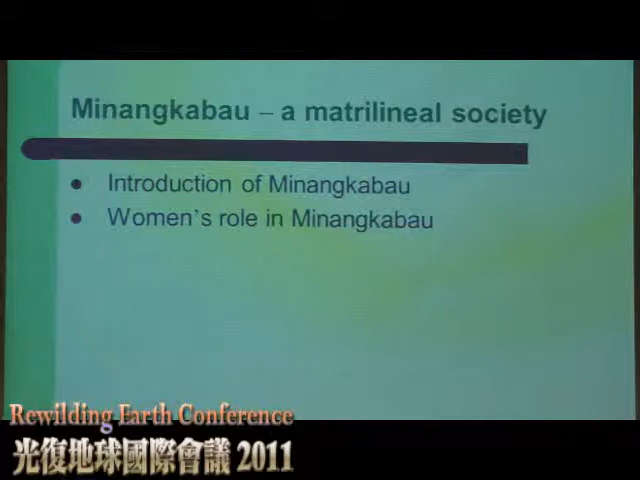 Minangkabau – a matrilineal society
● Introduction of Minangkabau
● Women's role in Minangkabau
Rewilding Earth Conference
光復地球國際會議 2011